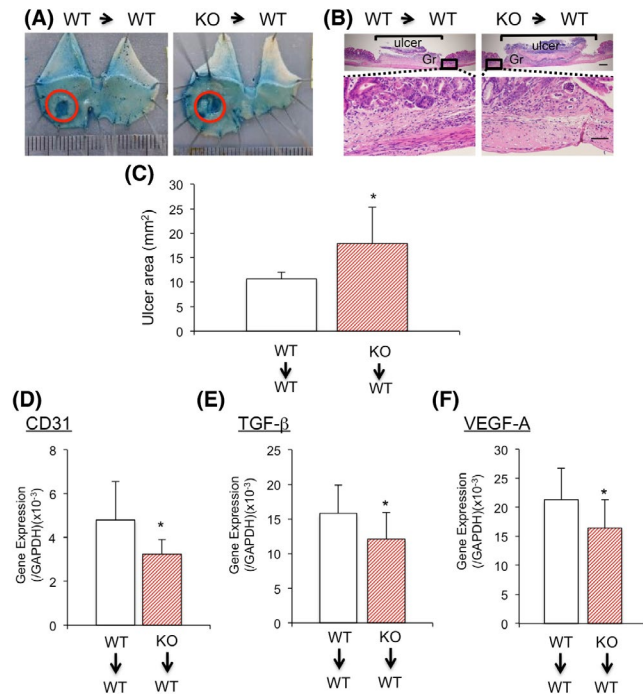 (A) WT → WT KO → WT
(B) WT → WT KO → WT
ulcer ulcer
Gr Gr
(C)
Ulcer area (mm²)
30
25
20
15
10
5
0
*
WT KO
↓ ↓
WT WT
(D)
CD31
Gene Expression
(/GAPDH)(x10⁻³)
8
6
4
2
0
*
WT KO
↓ ↓
WT WT
(E)
TGF-β
Gene Expression
(/GAPDH)(x10⁻³)
25
20
15
10
5
0
*
WT KO
↓ ↓
WT WT
(F)
VEGF-A
Gene Expression
(/GAPDH)(x10⁻³)
30
25
20
15
10
5
0
*
WT KO
↓ ↓
WT WT